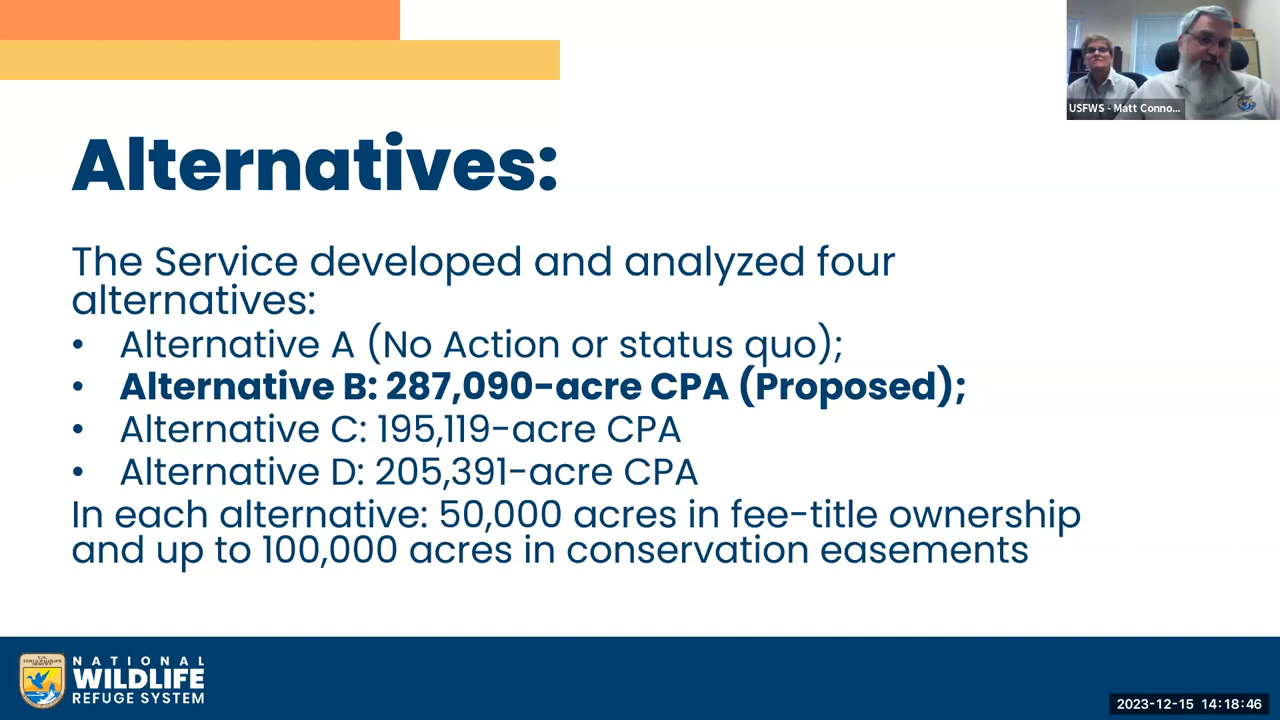 USFWS - Matt Conno...
Alternatives:
The Service developed and analyzed four
alternatives:
• Alternative A (No Action or status quo);
• Alternative B: 287,090-acre CPA (Proposed);
• Alternative C: 195,119-acre CPA
• Alternative D: 205,391-acre CPA
In each alternative: 50,000 acres in fee-title ownership
and up to 100,000 acres in conservation easements
NATIONAL
WILDLIFE
REFUGE SYSTEM
2023-12-15 14:18:46